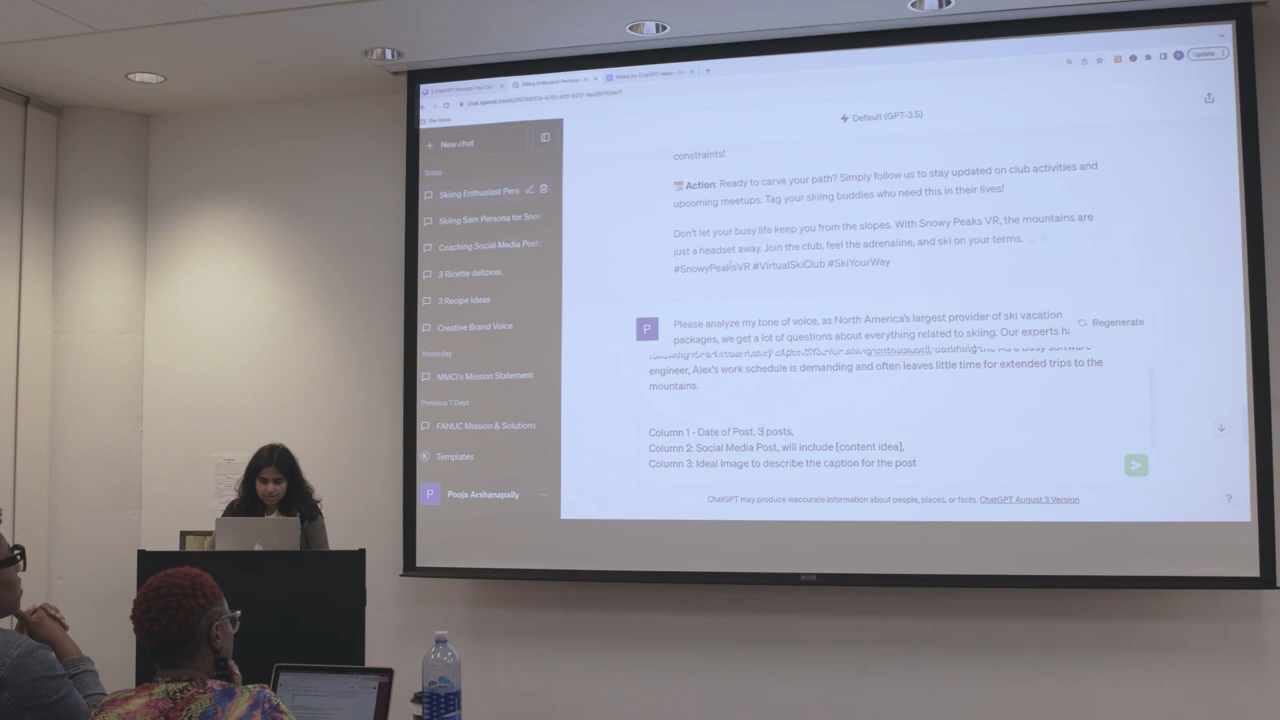 Skiing Enthusiast Persona
Update
Default (GPT-3.5)
New chat
Today
Skiing Enthusiast Pers
Skiing Sam Persona for Snow
Coaching Social Media Posts
3 Ricette deliziosi.
3 Recipe Ideas
Creative Brand Voice
Yesterday
MMCI's Mission Statement
Previous 7 Days
FANUC Mission & Solutions
Templates
P
Pooja Arshanapally
constraints!
Action: Ready to carve your path? Simply follow us to stay updated on club activities and
upcoming meetups. Tag your skiing buddies who need this in their lives!
Don't let your busy life keep you from the slopes. With Snowy Peaks VR, the mountains are
just a headset away. Join the club, feel the adrenaline, and ski on your terms.
#SnowyPeaksVR #VirtualSkiClub #SkiYourWay
P
Please analyze my tone of voice, as North America's largest provider of ski vacation
packages, we get a lot of questions about everything related to skiing. Our experts
Regenerate
As a busy software
engineer, Alex's work schedule is demanding and often leaves little time for extended trips to the
mountains.
Column 1 - Date of Post, 3 posts,
Column 2: Social Media Post, will include [content idea],
Column 3: Ideal Image to describe the caption for the post
ChatGPT may produce inaccurate information about people, places, or facts. ChatGPT August 3 Version
?